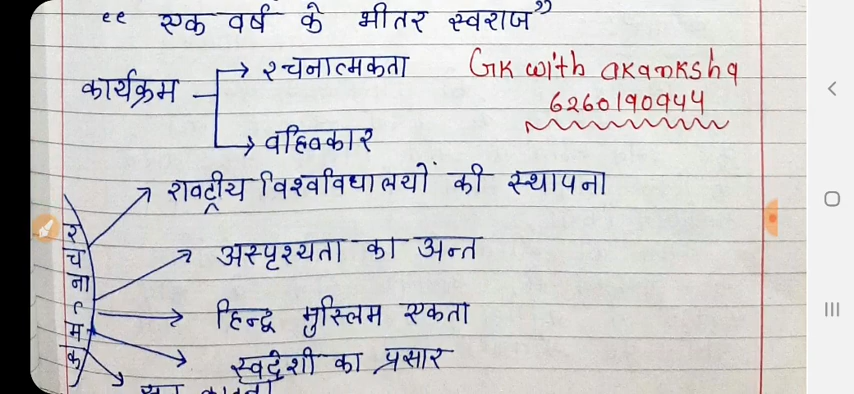 “ एक वर्ष के भीतर स्वराज”
कार्यक्रम
रचनात्मकता
GK with akanksha
6260190944
वहिष्कार
राष्ट्रीय विश्वविद्यालयों की स्थापना
अस्पृश्यता का अन्त
हिन्दू मुस्लिम एकता
स्वदेशी का प्रसार
रचनात्मक